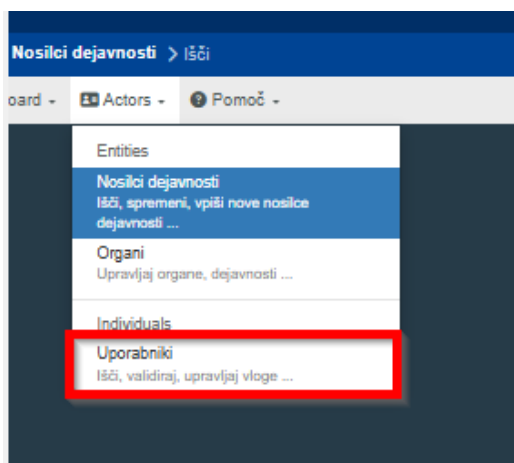 Nosilci dejavnosti > Išči
oard Actors Pomoč
Entities
Nosilci dejavnosti
Išči, spremeni, vpiši nove nosilce
dejavnosti ...
Organi
Upravljaj organe, dejavnosti ...
Individuals
Uporabniki
Išči, validiraj, upravljaj vloge ...